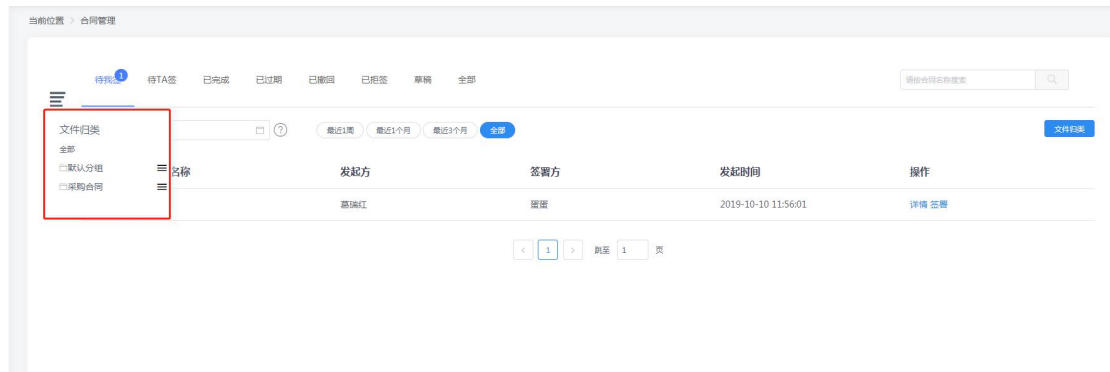 当前位置 > 合同管理
待我签 1 待TA签 已完成 已过期 已撤回 已拒签 草稿 全部 请按合同名称搜索
文件归类 ? 最近1周 最近1个月 最近3个月 全部 文件归类
全部
默认分组 名称 发起方 签署方 发起时间 操作
采购合同
葛瑞红 蛋蛋 2019-10-10 11:56:01 详情 签署
< 1 > 跳至 1 页